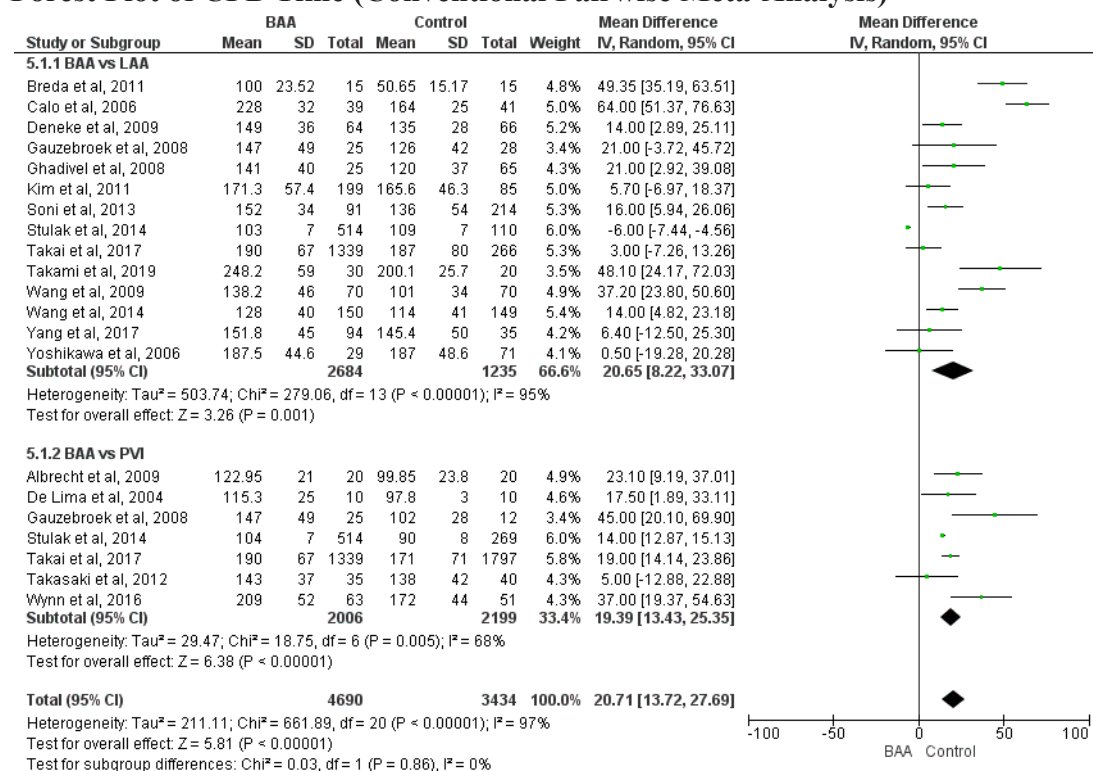 Forest Plot of CPB Time (Conventional Pairwise Meta-Analysis)
BAA Control Mean Difference Mean Difference
Study or Subgroup Mean SD Total Mean SD Total Weight IV, Random, 95% CI IV, Random, 95% CI
5.1.1 BAA vs LAA
Breda et al, 2011 100 23.52 15 50.65 15.17 15 4.8% 49.35 [35.19, 63.51]
Calo et al, 2006 228 32 39 164 25 41 5.0% 64.00 [51.37, 76.63]
Deneke et al, 2009 149 36 64 135 28 66 5.2% 14.00 [2.89, 25.11]
Gauzebroek et al, 2008 147 49 25 126 42 28 3.4% 21.00 [-3.72, 45.72]
Ghadivel et al, 2008 141 40 25 120 37 65 4.3% 21.00 [2.92, 39.08]
Kim et al, 2011 171.3 57.4 199 165.6 46.3 85 5.0% 5.70 [-6.97, 18.37]
Soni et al, 2013 152 34 91 136 54 214 5.3% 16.00 [5.94, 26.06]
Stulak et al, 2014 103 7 514 109 7 110 6.0% -6.00 [-7.44, -4.56]
Takai et al, 2017 190 67 1339 187 80 266 5.3% 3.00 [-7.26, 13.26]
Takami et al, 2019 248.2 59 30 200.1 25.7 20 3.5% 48.10 [24.17, 72.03]
Wang et al, 2009 138.2 46 70 101 34 70 4.9% 37.20 [23.80, 50.60]
Wang et al, 2014 128 40 150 114 41 149 5.4% 14.00 [4.82, 23.18]
Yang et al, 2017 151.8 45 94 145.4 50 35 4.2% 6.40 [-12.50, 25.30]
Yoshikawa et al, 2006 187.5 44.6 29 187 48.6 71 4.1% 0.50 [-19.28, 20.28]
Subtotal (95% CI) 2684 1235 66.6% 20.65 [8.22, 33.07]
Heterogeneity: Tau² = 503.74; Chi² = 279.06, df = 13 (P < 0.00001); I² = 95%
Test for overall effect: Z = 3.26 (P = 0.001)
5.1.2 BAA vs PVI
Albrecht et al, 2009 122.95 21 20 99.85 23.8 20 4.9% 23.10 [9.19, 37.01]
De Lima et al, 2004 115.3 25 10 97.8 3 10 4.6% 17.50 [1.89, 33.11]
Gauzebroek et al, 2008 147 49 25 102 28 12 3.4% 45.00 [20.10, 69.90]
Stulak et al, 2014 104 7 514 90 8 269 6.0% 14.00 [12.87, 15.13]
Takai et al, 2017 190 67 1339 171 71 1797 5.8% 19.00 [14.14, 23.86]
Takasaki et al, 2012 143 37 35 138 42 40 4.3% 5.00 [-12.88, 22.88]
Wynn et al, 2016 209 52 63 172 44 51 4.3% 37.00 [19.37, 54.63]
Subtotal (95% CI) 2006 2199 33.4% 19.39 [13.43, 25.35]
Heterogeneity: Tau² = 29.47; Chi² = 18.75, df = 6 (P = 0.005); I² = 68%
Test for overall effect: Z = 6.38 (P < 0.00001)
Total (95% CI) 4690 3434 100.0% 20.71 [13.72, 27.69]
Heterogeneity: Tau² = 211.11; Chi² = 661.89, df = 20 (P < 0.00001); I² = 97%
Test for overall effect: Z = 5.81 (P < 0.00001)
Test for subgroup differences: Chi² = 0.03, df = 1 (P = 0.86), I² = 0%
-100 -50 0 50 100
BAA Control